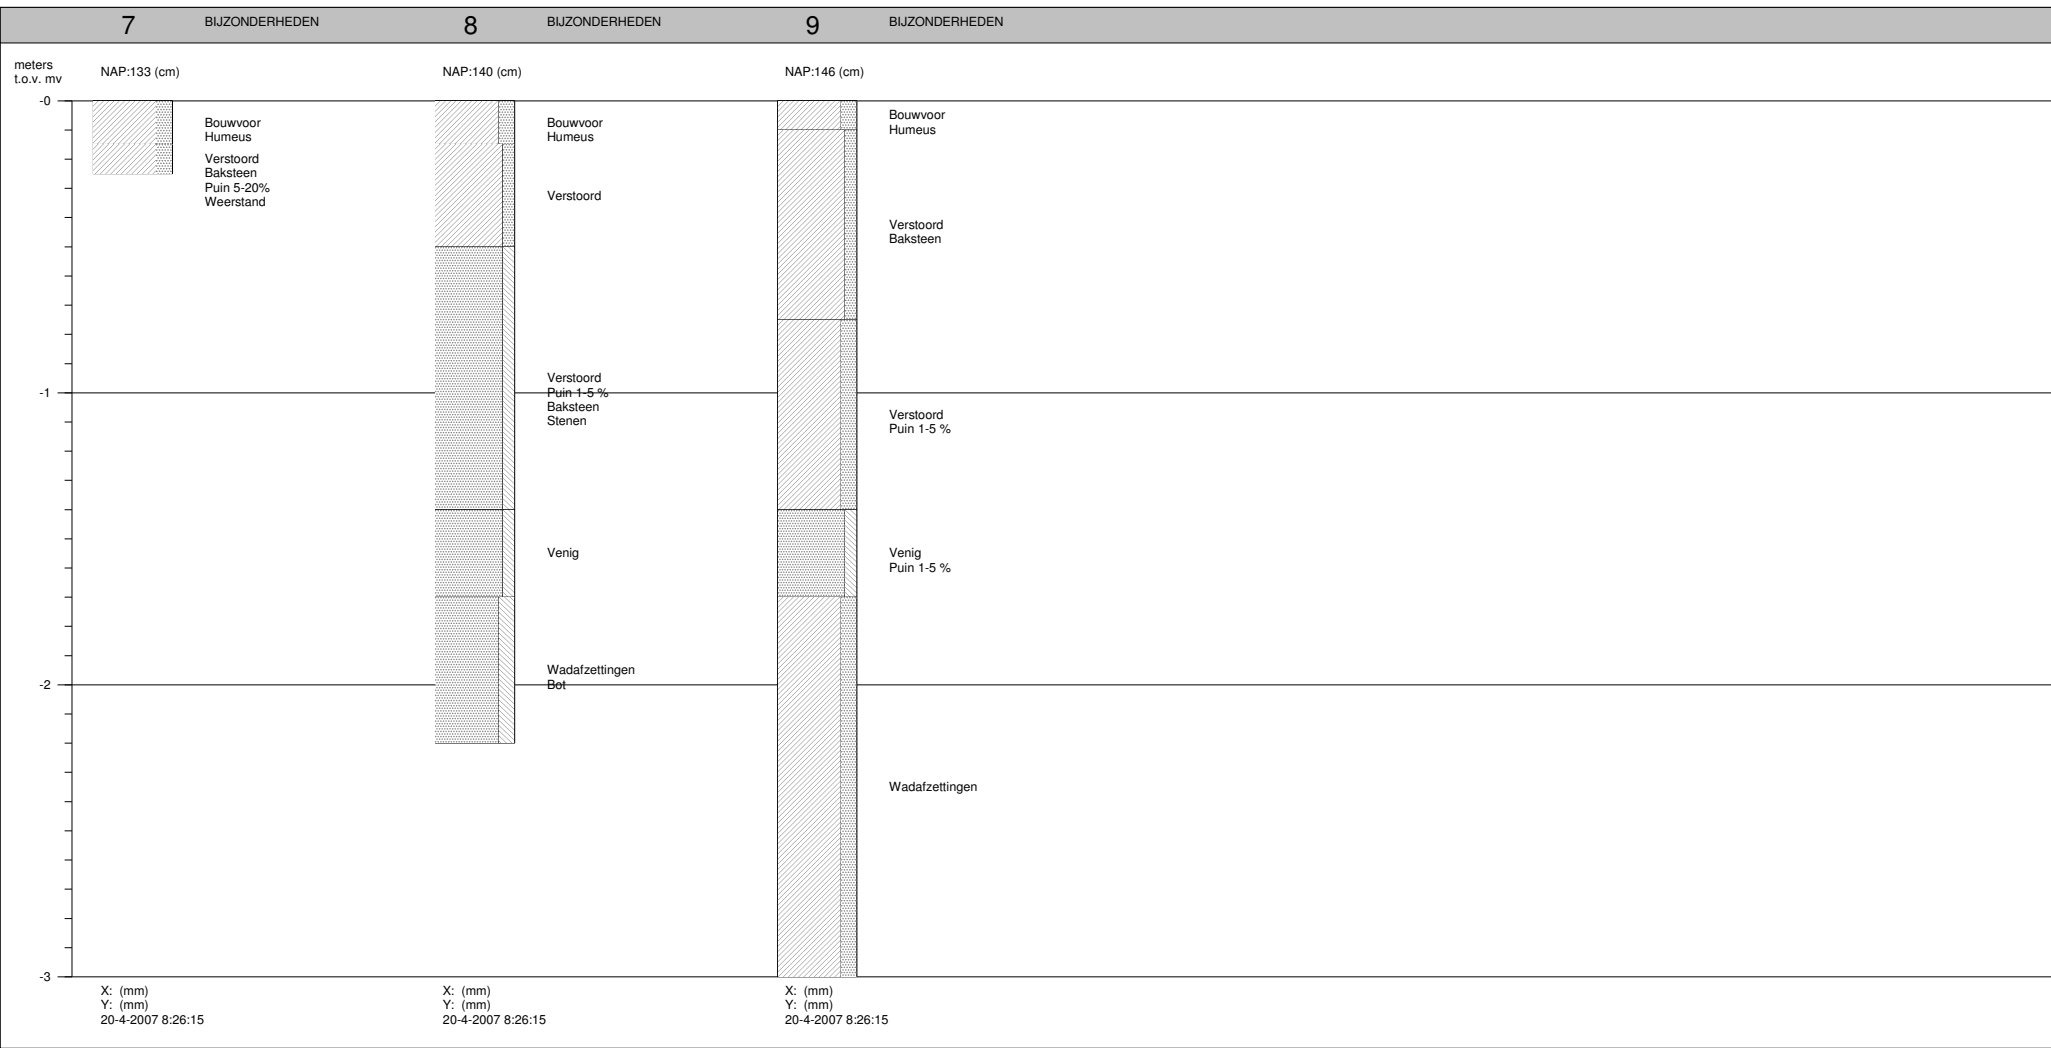 7 BIJZONDERHEDEN 8 BIJZONDERHEDEN 9 BIJZONDERHEDEN
meters
t.o.v. mv
NAP:133 (cm) NAP:140 (cm) NAP:146 (cm)
-0
-1
-2
-3
Bouwvoor
Humeus
Verstoord
Baksteen
Puin 5-20%
Weerstand
X: (mm)
Y: (mm)
20-4-2007 8:26:15
Bouwvoor
Humeus
Verstoord
Verstoord
Puin 1-5 %
Baksteen
Stenen
Venig
Wadafzettingen
Bot
X: (mm)
Y: (mm)
20-4-2007 8:26:15
Bouwvoor
Humeus
Verstoord
Baksteen
Verstoord
Puin 1-5 %
Venig
Puin 1-5 %
Wadafzettingen
X: (mm)
Y: (mm)
20-4-2007 8:26:15